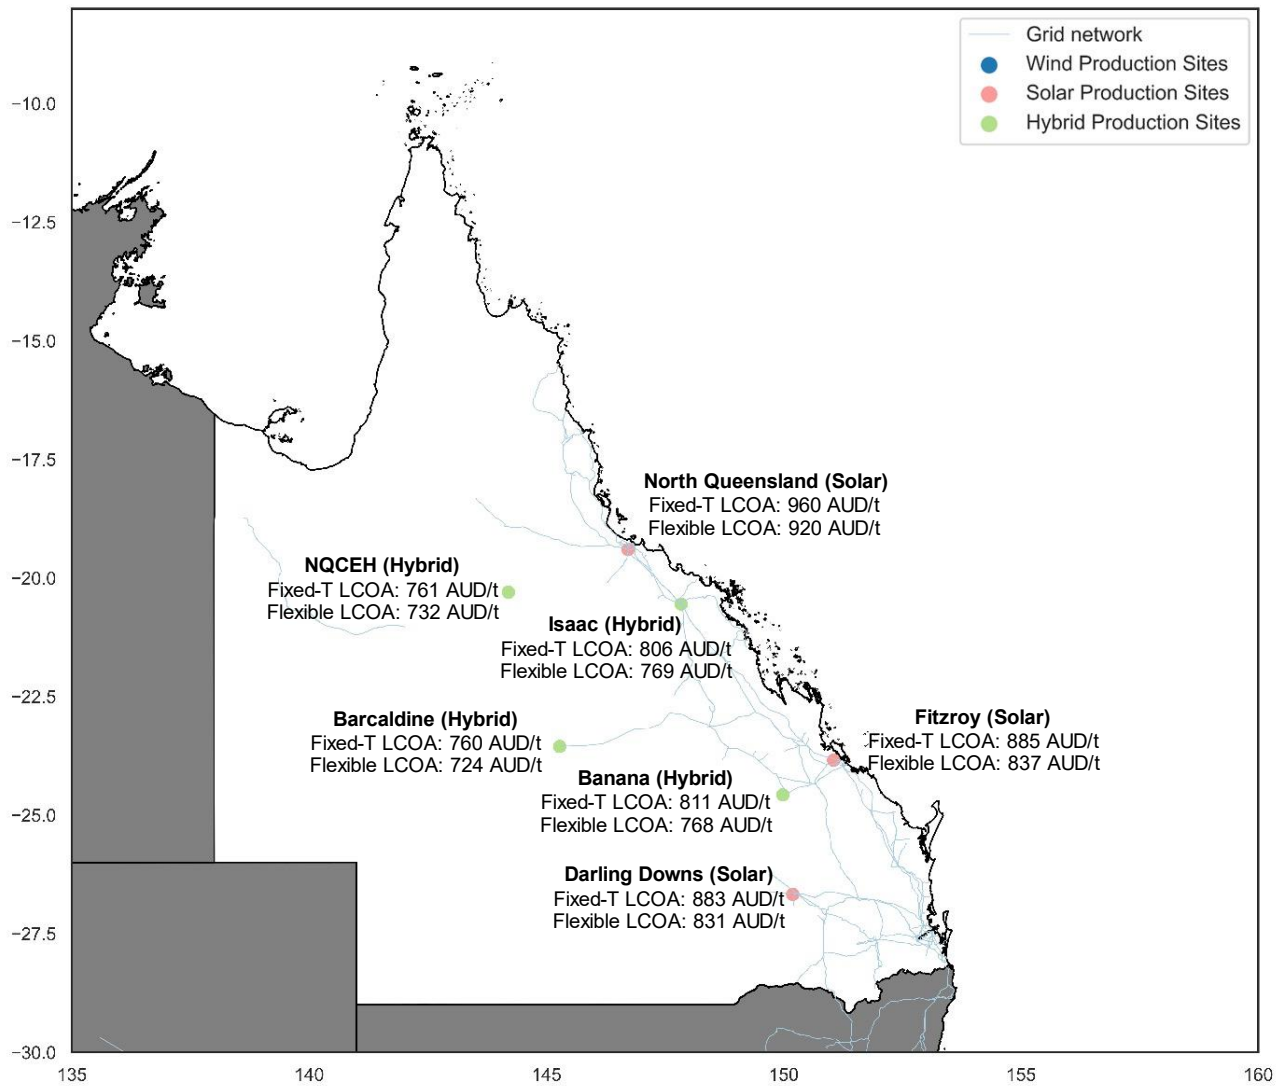 Grid network
Wind Production Sites
Solar Production Sites
Hybrid Production Sites
−10.0
−12.5
−15.0
−17.5
−20.0
−22.5
−25.0
−27.5
−30.0
North Queensland (Solar)
Fixed-T LCOA: 960 AUD/t
Flexible LCOA: 920 AUD/t
NQCEH (Hybrid)
Fixed-T LCOA: 761 AUD/t
Flexible LCOA: 732 AUD/t
Isaac (Hybrid)
Fixed-T LCOA: 806 AUD/t
Flexible LCOA: 769 AUD/t
Barcaldine (Hybrid)
Fixed-T LCOA: 760 AUD/t
Flexible LCOA: 724 AUD/t
Fitzroy (Solar)
Fixed-T LCOA: 885 AUD/t
Flexible LCOA: 837 AUD/t
Banana (Hybrid)
Fixed-T LCOA: 811 AUD/t
Flexible LCOA: 768 AUD/t
Darling Downs (Solar)
Fixed-T LCOA: 883 AUD/t
Flexible LCOA: 831 AUD/t
135 140 145 150 155 160